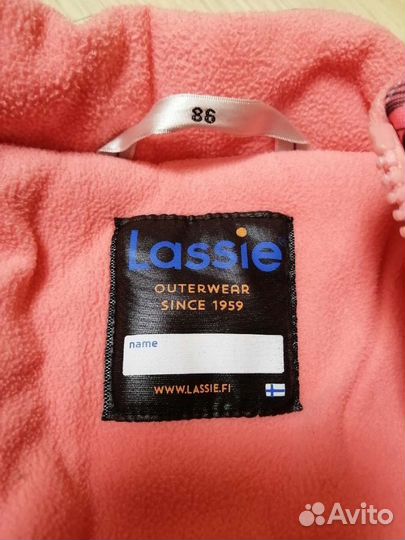 86
Lassie
OUTERWEAR
SINCE 1959
name
WWW.LASSIE.FI
Avito